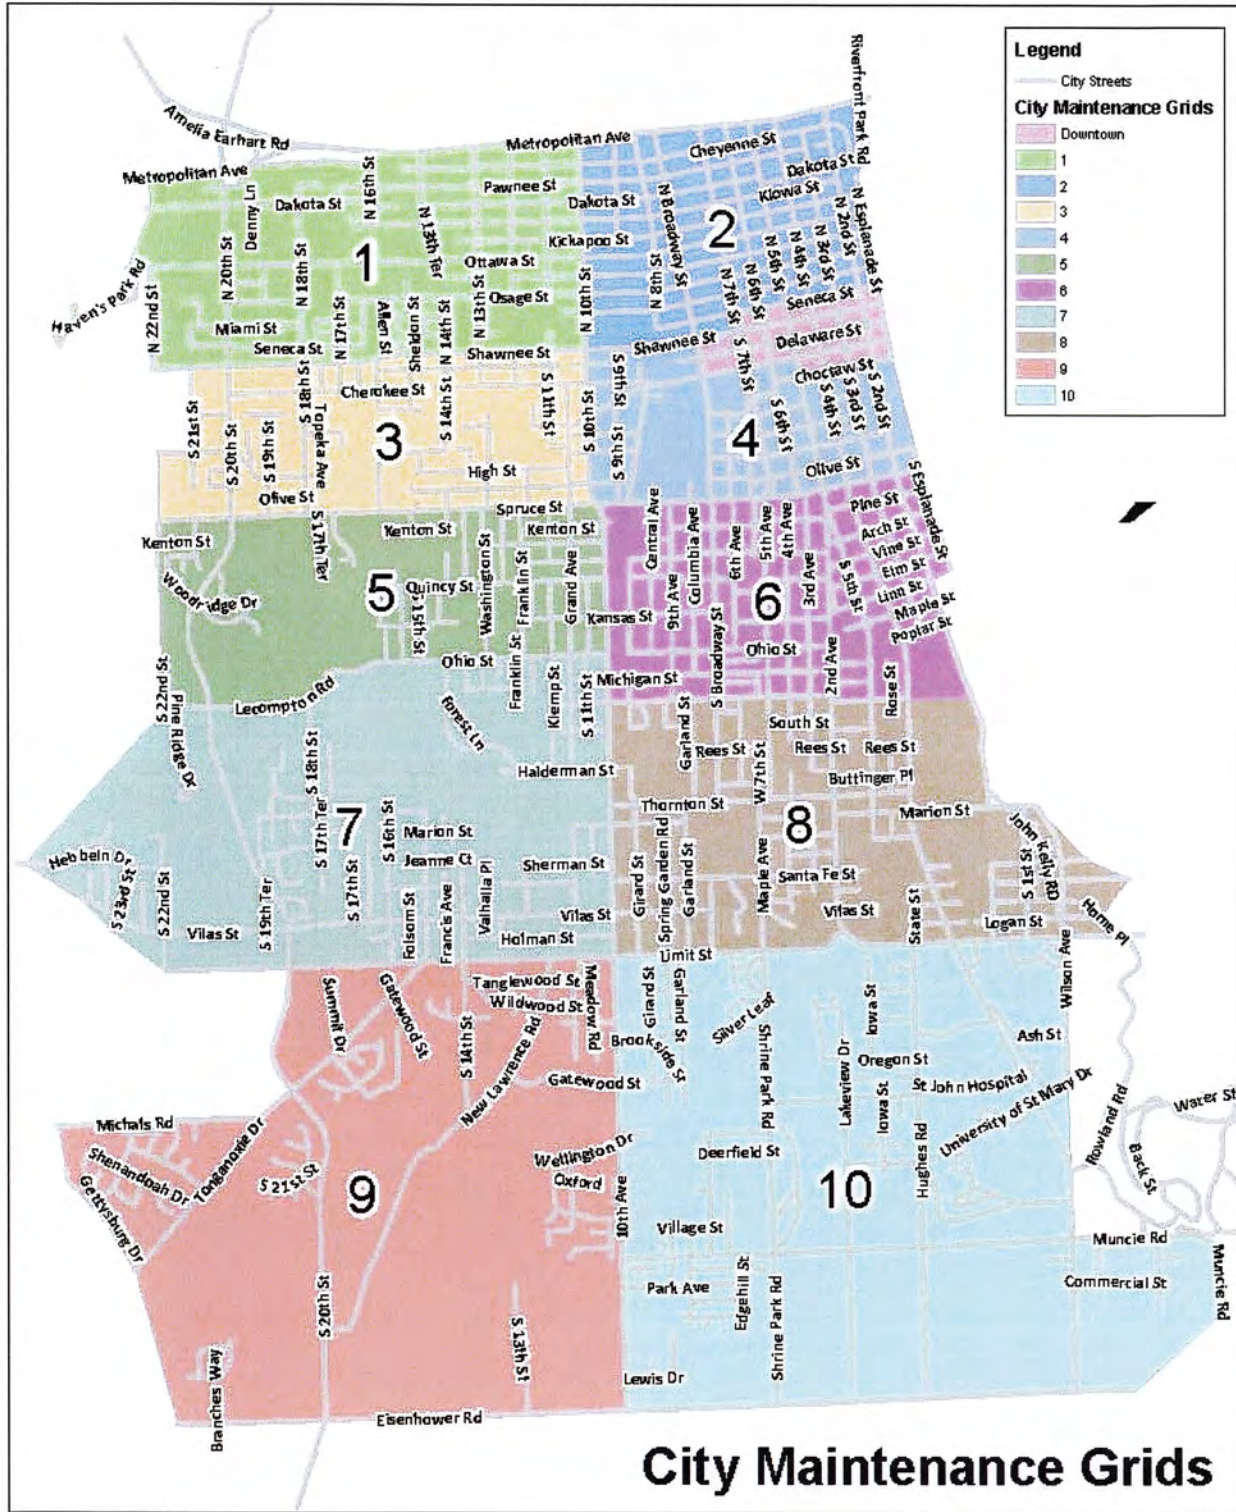 Legend
City Streets
City Maintenance Grids
Downtown
1
2
3
4
5
6
7
8
9
10
Riverfront Park Rd
Amelia Earhart Rd
Metropolitan Ave
Metropolitan Ave
Cheyenne St
Dakota St
Kiowa St
Pawnee St
Dakota St
Dakota St
Denny Ln
N 16th St
N 13th Ter
N Broadway St
N 2nd St
N Esplanade St
Kickapoo St
2
1
Ottawa St
N 20th St
N 18th St
N 3rd St
N 4th St
N 5th St
N 6th St
N 7th St
N 8th St
N 10th St
Haven's Park Rd
N 22nd St
Osage St
Seneca St
Miami St
N 17th St
Allen St
Sheldon St
N 14th St
N 13th St
Seneca St
Shawnee St
Shawnee St
Delaware St
S 7th St
Choctaw St
Cherokee St
S 18th St
S 14th St
S 11th St
S 10th St
S 9th St
S 9th St
S 6th St
S 4th St
S 3rd St
S 2nd St
S 21st St
S 20th St
S 19th St
Topeka Ave
3
4
High St
Olive St
Olive St
S Esplanade St
Spruce St
Kenton St
Kenton St
Kenton St
S 17th Ter
Central Ave
Columbia Ave
6th Ave
5th Ave
4th Ave
Pine St
Arch St
Vine St
Elm St
Linn St
Maple St
Poplar St
Woodridge Dr
5
Quincy St
S 15th St
Washington St
Franklin St
Grand Ave
Kansas St
9th Ave
6
3rd Ave
S 5th St
S Broadway St
Ohio St
Ohio St
Franklin St
Michigan St
2nd Ave
Rose St
S 22nd St
Pine Ridge Dr
Lecompton Rd
Forest Ln
Klemp St
S 11th St
Garland St
South St
Rees St
Rees St
Rees St
S 18th St
Halderman St
W 7th St
Buttinger Pl
Thornton St
Marion St
7
8
S 17th Ter
S 16th St
Marion St
Jeanne Ct
Sherman St
Hebbeln Dr
S 23rd St
S 22nd St
S 19th Ter
S 17th St
Valhalla Pl
Girard St
Spring Garden Rd
Garland St
Maple Ave
Santa Fe St
S 1st St
John Kelly RD
Vilas St
Folsom St
Francis Ave
Vilas St
Vilas St
State St
Logan St
Home Pl
Holman St
Limit St
Wilson Ave
Summit Dr
Gatewood St
Tanglewood St
Wildwood St
Meadow Rd
Girard St
Garland St
Silver Leaf
Iowa St
Ash St
S 14th St
New Lawrence Rd
Brookside St
Shrine Park Rd
Lakeview Dr
Oregon St
Gatewood St
St John Hospital
Iowa St
University of St Mary Dr
Rowland Rd
Water St
Back St
Michals Rd
Shenandoah Dr
Gettysburg Dr
Tonganoxie Dr
S 21st St
Wellington Dr
Oxford
10th Ave
Deerfield St
Hughes Rd
9
10
Village St
Muncie Rd
Muncie Rd
Park Ave
Edgehill St
Shrine Park Rd
Commercial St
S 20th St
S 13th St
Lewis Dr
Branches Way
Eisenhower Rd
City Maintenance Grids